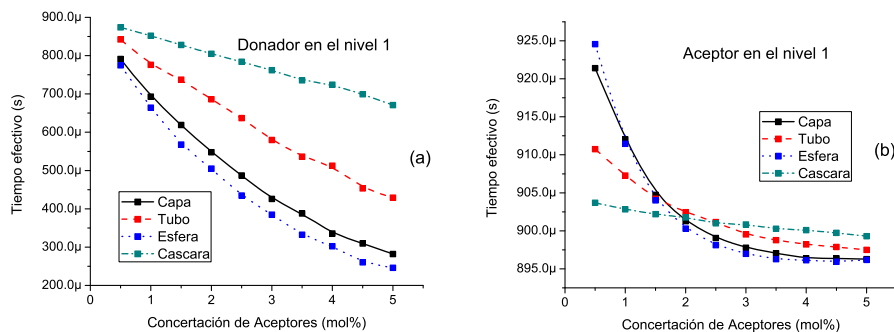 900.0µ
800.0µ
700.0µ
600.0µ
500.0µ
400.0µ
300.0µ
200.0µ
Tiempo efectivo (s)
Donador en el nivel 1
(a)
Capa
Tubo
Esfera
Cascara
0 1 2 3 4 5
Concertación de Aceptores (mol%)
925.0µ
920.0µ
915.0µ
910.0µ
905.0µ
900.0µ
895.0µ
Tiempo efectivo (s)
Aceptor en el nivel 1
Capa
Tubo
Esfera
Cascara
(b)
0 1 2 3 4 5
Concertación de Aceptores (mol%)